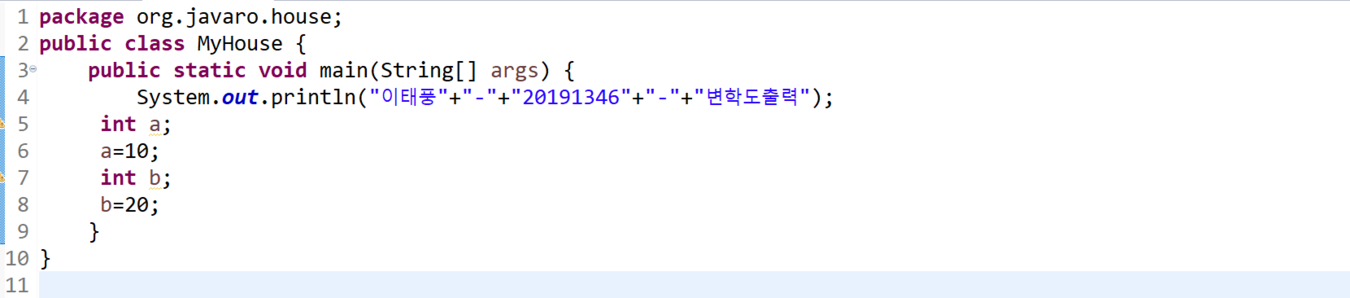 1 package org.javaro.house;
2 public class MyHouse {
3 public static void main(String[] args) {
4 System.out.println("이태풍"+"-"+"20191346"+"-"+"변학도출력");
5 int a;
6 a=10;
7 int b;
8 b=20;
9 }
10 }
11